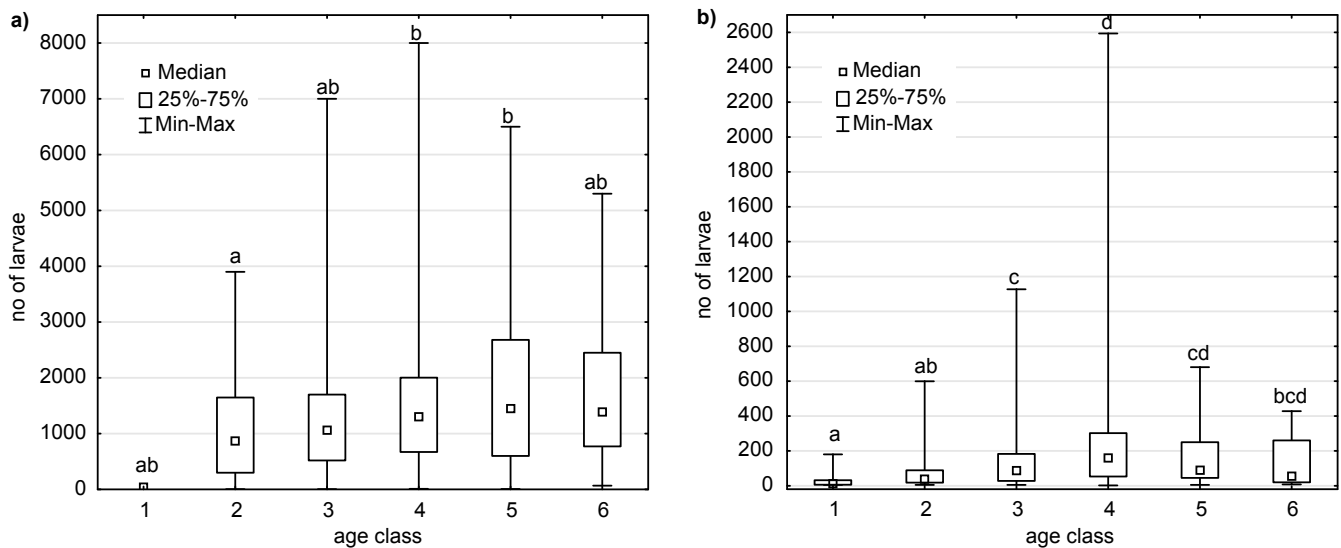 a)
8000
7000
6000
5000
4000
3000
2000
1000
0
no of larvae
Median
25%-75%
Min-Max
ab
a
ab
b
b
ab
1 2 3 4 5 6
age class
b)
2600
2400
2200
2000
1800
1600
1400
1200
1000
800
600
400
200
0
no of larvae
Median
25%-75%
Min-Max
a
ab
c
d
cd
bcd
1 2 3 4 5 6
age class